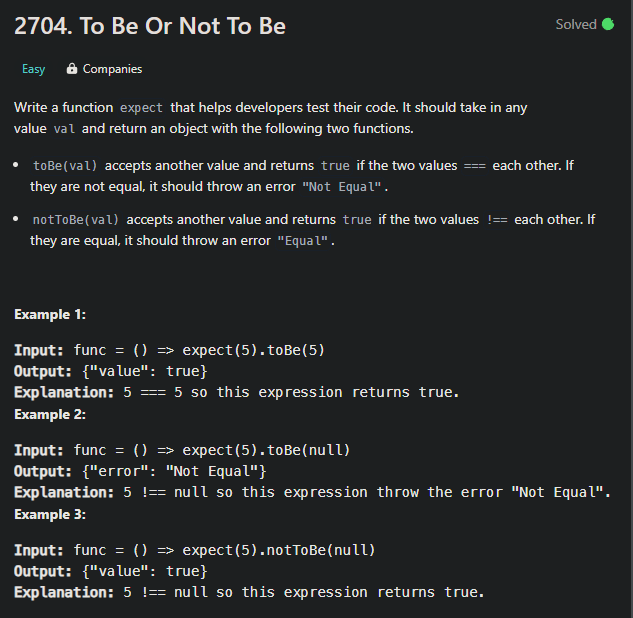 2704. To Be Or Not To Be
Solved
Easy
Companies
Write a function expect that helps developers test their code. It should take in any
value val and return an object with the following two functions.
• toBe(val) accepts another value and returns true if the two values === each other. If
they are not equal, it should throw an error "Not Equal".
• notToBe(val) accepts another value and returns true if the two values !== each other. If
they are equal, it should throw an error "Equal".
Example 1:
Input: func = () => expect(5).toBe(5)
Output: {"value": true}
Explanation: 5 === 5 so this expression returns true.
Example 2:
Input: func = () => expect(5).toBe(null)
Output: {"error": "Not Equal"}
Explanation: 5 !== null so this expression throw the error "Not Equal".
Example 3:
Input: func = () => expect(5).notToBe(null)
Output: {"value": true}
Explanation: 5 !== null so this expression returns true.